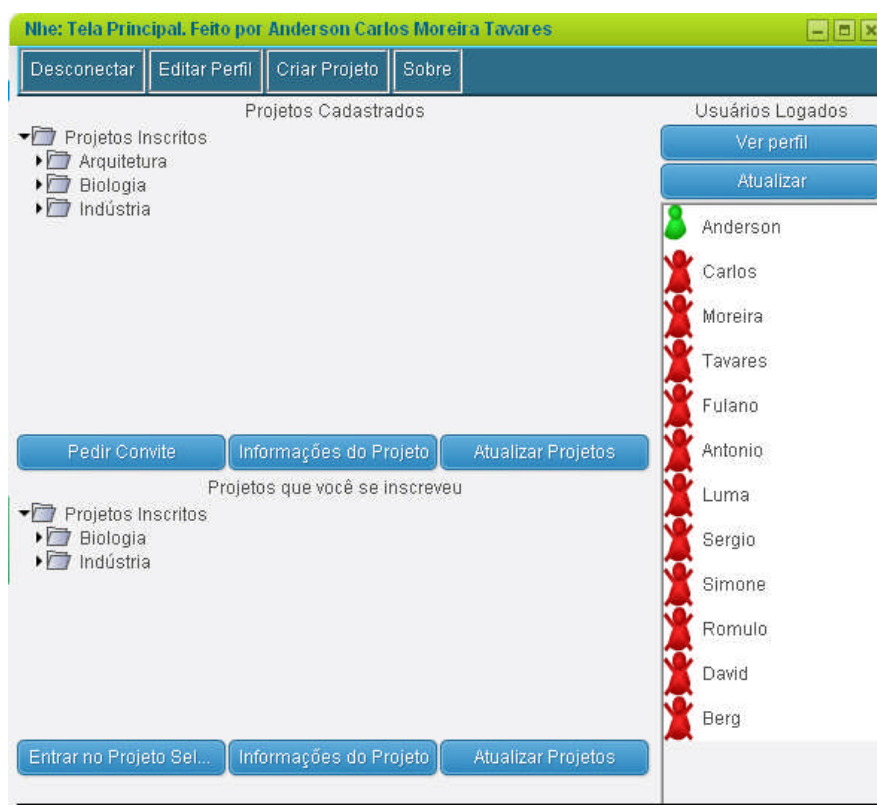 Nhe: Tela Principal. Feito por Anderson Carlos Moreira Tavares
Desconectar Editar Perfil Criar Projeto Sobre
Projetos Cadastrados
Projetos Inscritos
Arquitetura
Biologia
Indústria
Pedir Convite Informações do Projeto Atualizar Projetos
Projetos que você se inscreveu
Projetos Inscritos
Biologia
Indústria
Entrar no Projeto Sel... Informações do Projeto Atualizar Projetos
Usuários Logados
Ver perfil
Atualizar
Anderson
Carlos
Moreira
Tavares
Fulano
Antonio
Luma
Sergio
Simone
Romulo
David
Berg